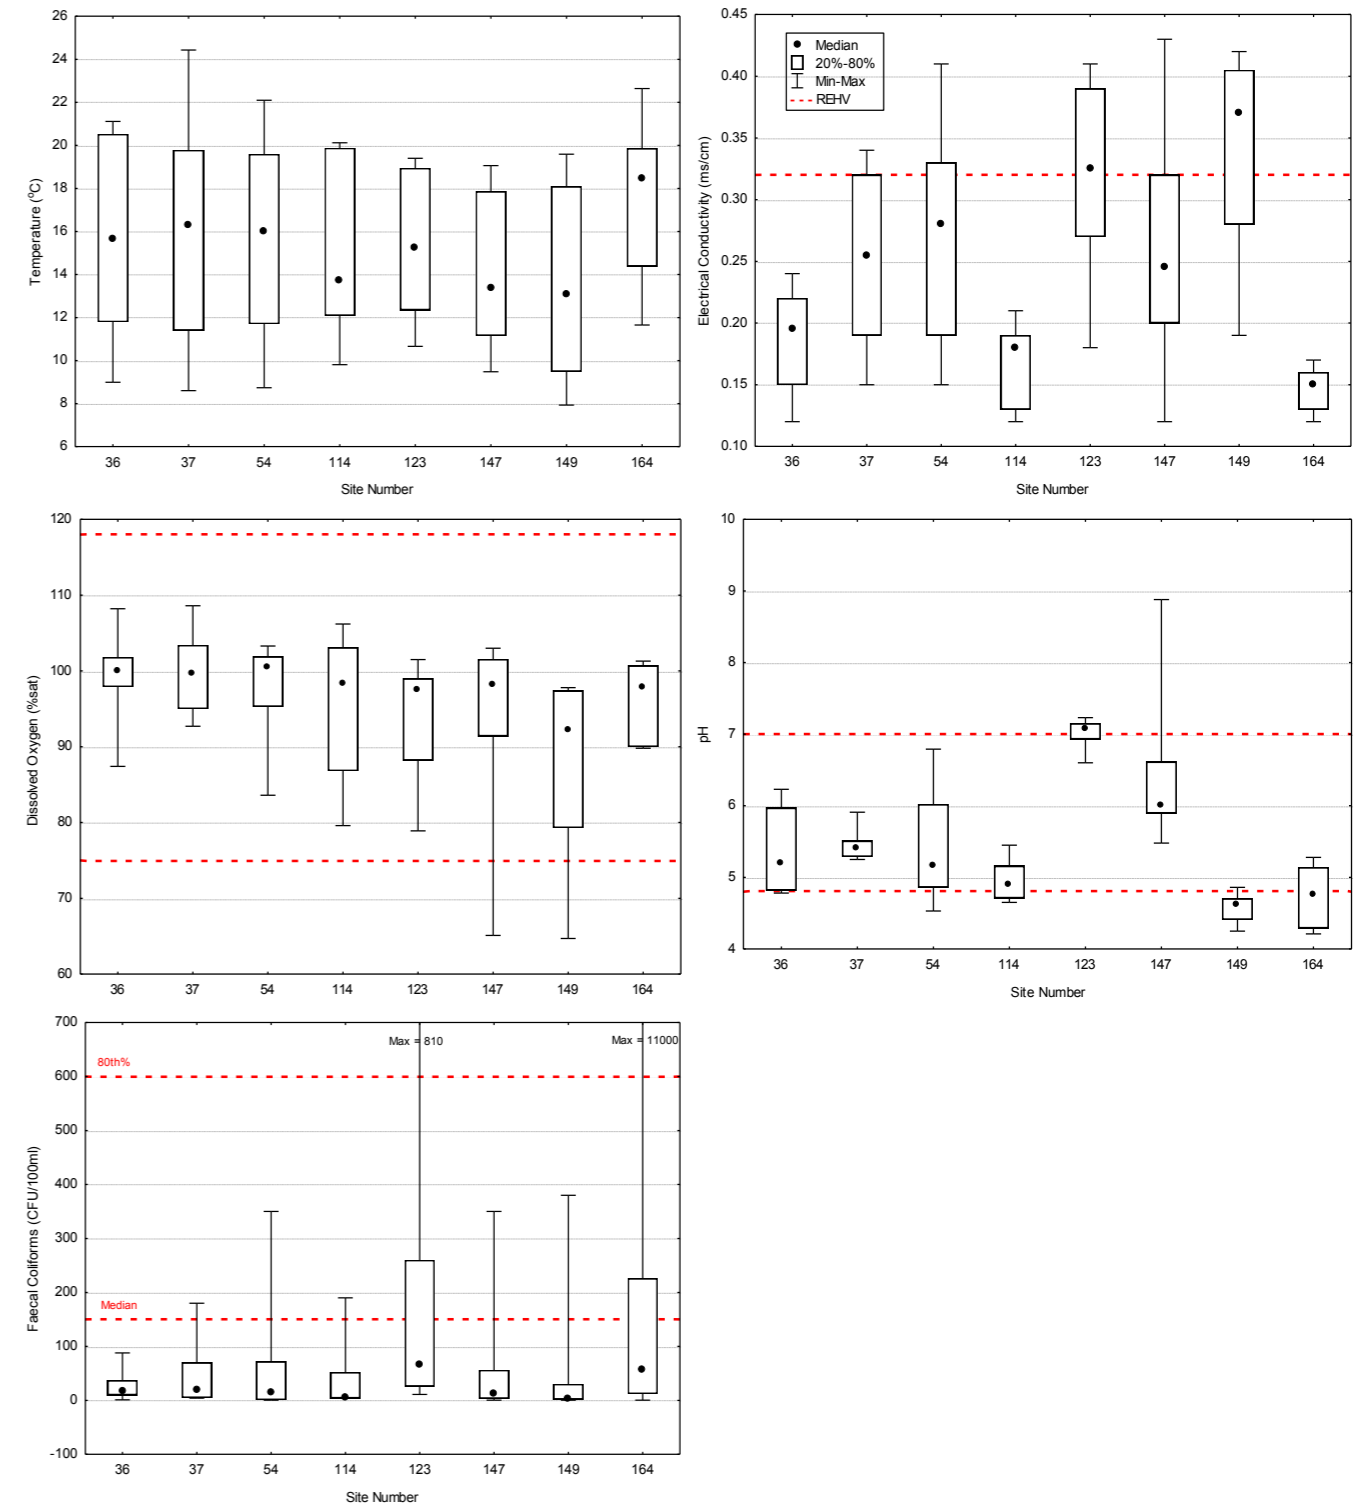 26
24
22
20
18
16
14
12
10
8
6
Temperature (°C)
36 37 54 114 123 147 149 164
Site Number
0.45
0.40
0.35
0.30
0.25
0.20
0.15
0.10
Electrical Conductivity (ms/cm)
Median
20%-80%
Min-Max
REHV
36 37 54 114 123 147 149 164
Site Number
120
110
100
90
80
70
60
Dissolved Oxygen (%sat)
36 37 54 114 123 147 149 164
10
9
8
7
6
5
4
pH
36 37 54 114 123 147 149 164
Site Number
700
600
500
400
300
200
100
0
-100
Faecal Coliforms (CFU/100ml)
Max = 810
Max = 11000
80th%
Median
36 37 54 114 123 147 149 164
Site Number